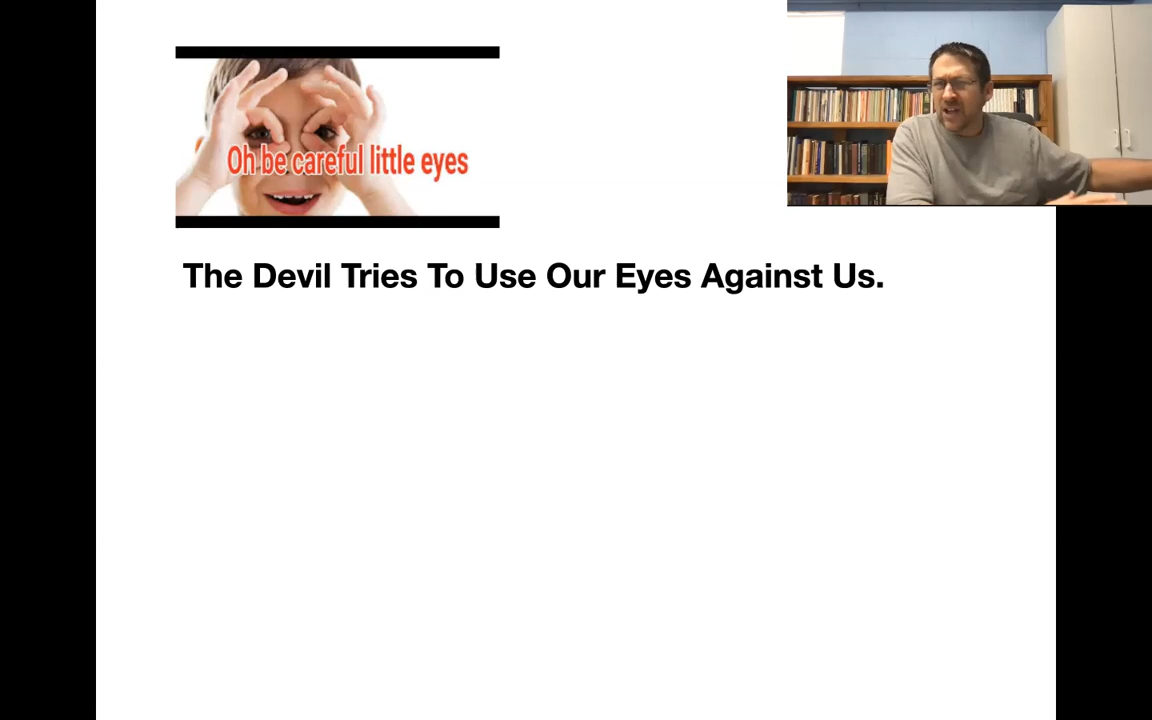 Oh be careful little eyes
The Devil Tries To Use Our Eyes Against Us.